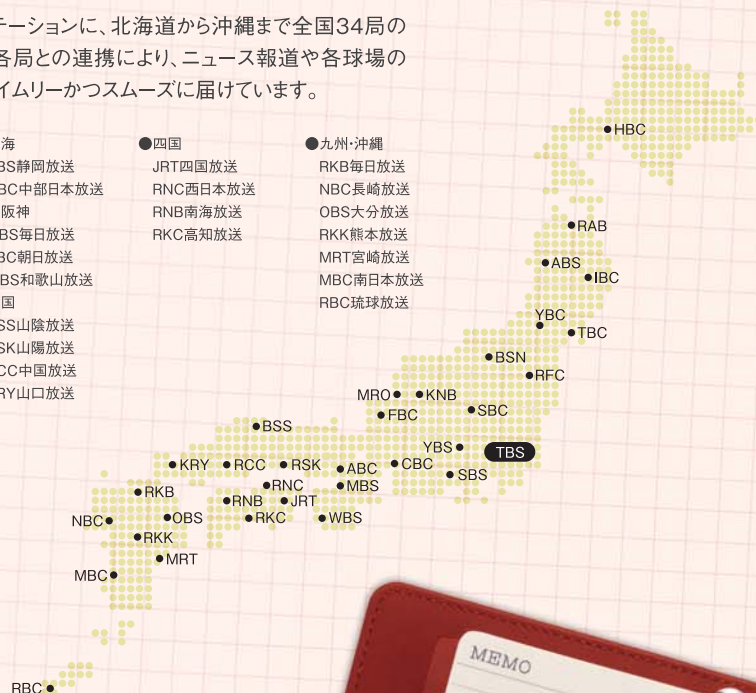 テーションに、北海道から沖縄まで全国34局の
各局との連携により、ニュース報道や各球場の
イムリーかつスムーズに届けています。
海
BS静岡放送
BC中部日本放送
阪神
BS毎日放送
BC朝日放送
BS和歌山放送
国
SS山陰放送
SK山陽放送
CC中国放送
RY山口放送
●四国
JRT四国放送
RNC西日本放送
RNB南海放送
RKC高知放送
●九州・沖縄
RKB毎日放送
NBC長崎放送
OBS大分放送
RKK熊本放送
MRT宮崎放送
MBC南日本放送
RBC琉球放送
HBC
RAB
ABS
IBC
YBC
TBC
BSN
RFC
MRO
KNB
FBC
SBC
BSS
YBS
TBS
KRY
RCC
RSK
ABC
CBC
SBS
RNC
MBS
RKB
RNB
JRT
NBC
OBS
RKC
WBS
RKK
MRT
MBC
RBC
MEMO